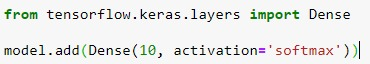 from tensorflow.keras.layers import Dense
model.add(Dense(10, activation='softmax'))